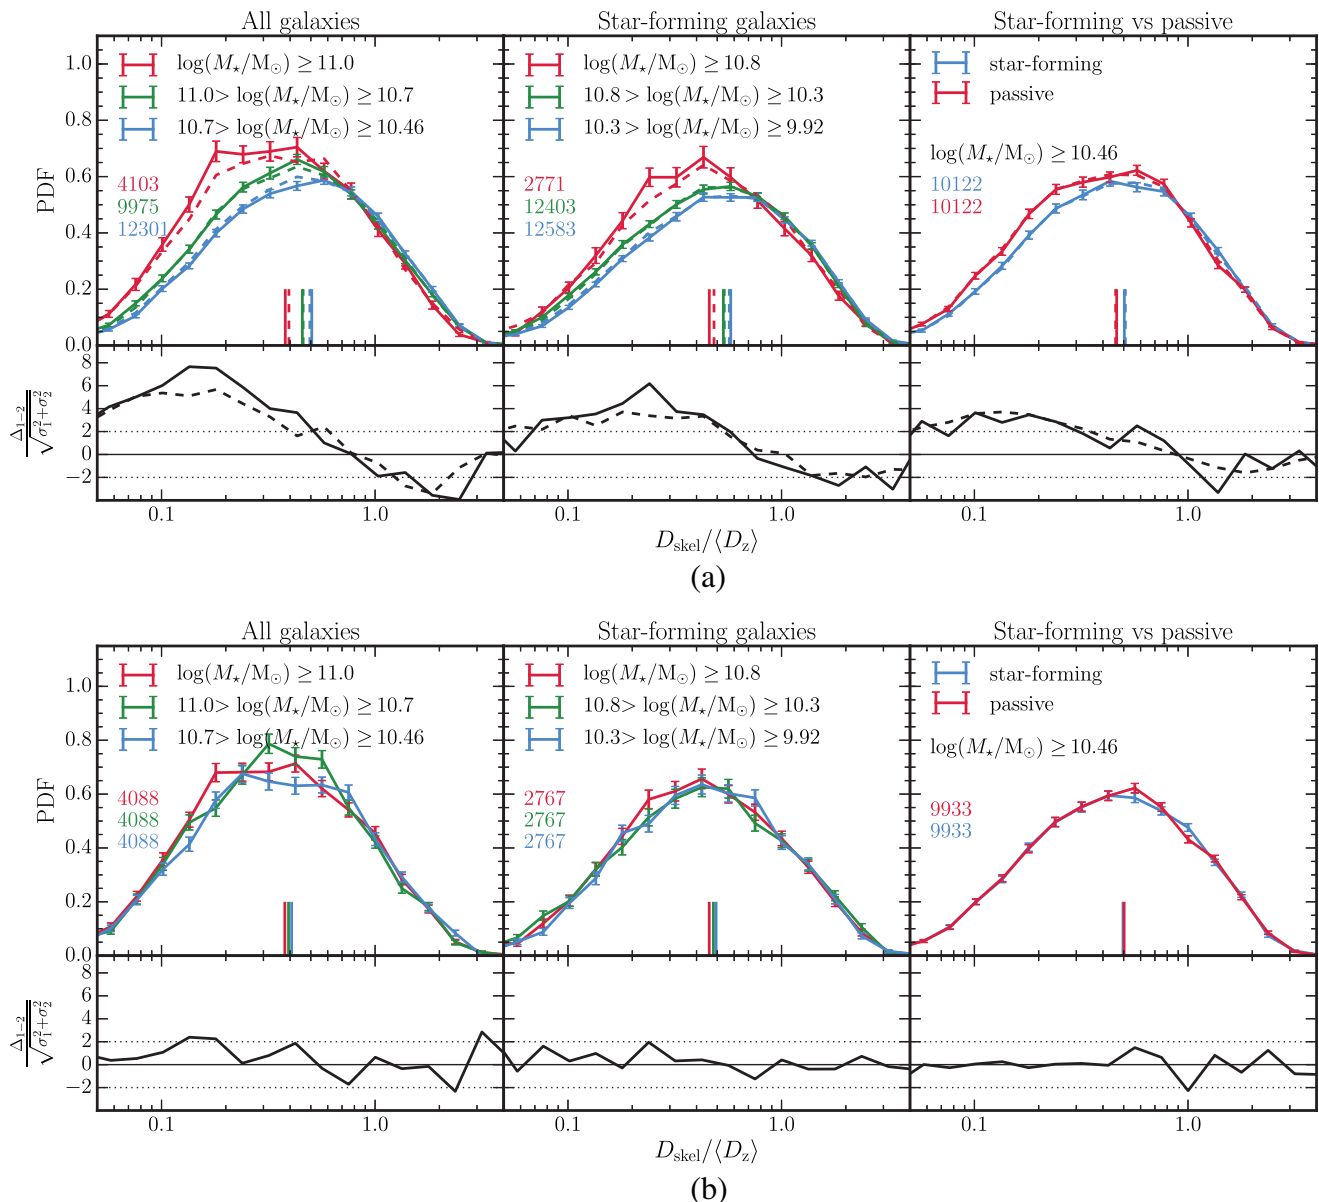 All galaxies
Star-forming galaxies
Star-forming vs passive
log(M⋆/M⊙) ≥ 11.0
11.0> log(M⋆/M⊙) ≥ 10.7
10.7> log(M⋆/M⊙) ≥ 10.46
4103
9975
12301
log(M⋆/M⊙) ≥ 10.8
10.8> log(M⋆/M⊙) ≥ 10.3
10.3> log(M⋆/M⊙) ≥ 9.92
2771
12403
12583
star-forming
passive
log(M⋆/M⊙) ≥ 10.46
10122
10122
PDF
1.0
0.8
0.6
0.4
0.2
0.0
Δ₁₋₂/√σ₁²+σ₂²
8
6
4
2
0
−2
0.1 1.0 0.1 1.0 0.1 1.0
D_skel/⟨D_z⟩
(a)
All galaxies
Star-forming galaxies
Star-forming vs passive
log(M⋆/M⊙) ≥ 11.0
11.0> log(M⋆/M⊙) ≥ 10.7
10.7> log(M⋆/M⊙) ≥ 10.46
4088
4088
4088
log(M⋆/M⊙) ≥ 10.8
10.8> log(M⋆/M⊙) ≥ 10.3
10.3> log(M⋆/M⊙) ≥ 9.92
2767
2767
2767
star-forming
passive
log(M⋆/M⊙) ≥ 10.46
9933
9933
PDF
1.0
0.8
0.6
0.4
0.2
0.0
Δ₁₋₂/√σ₁²+σ₂²
8
6
4
2
0
−2
0.1 1.0 0.1 1.0 0.1 1.0
D_skel/⟨D_z⟩
(b)